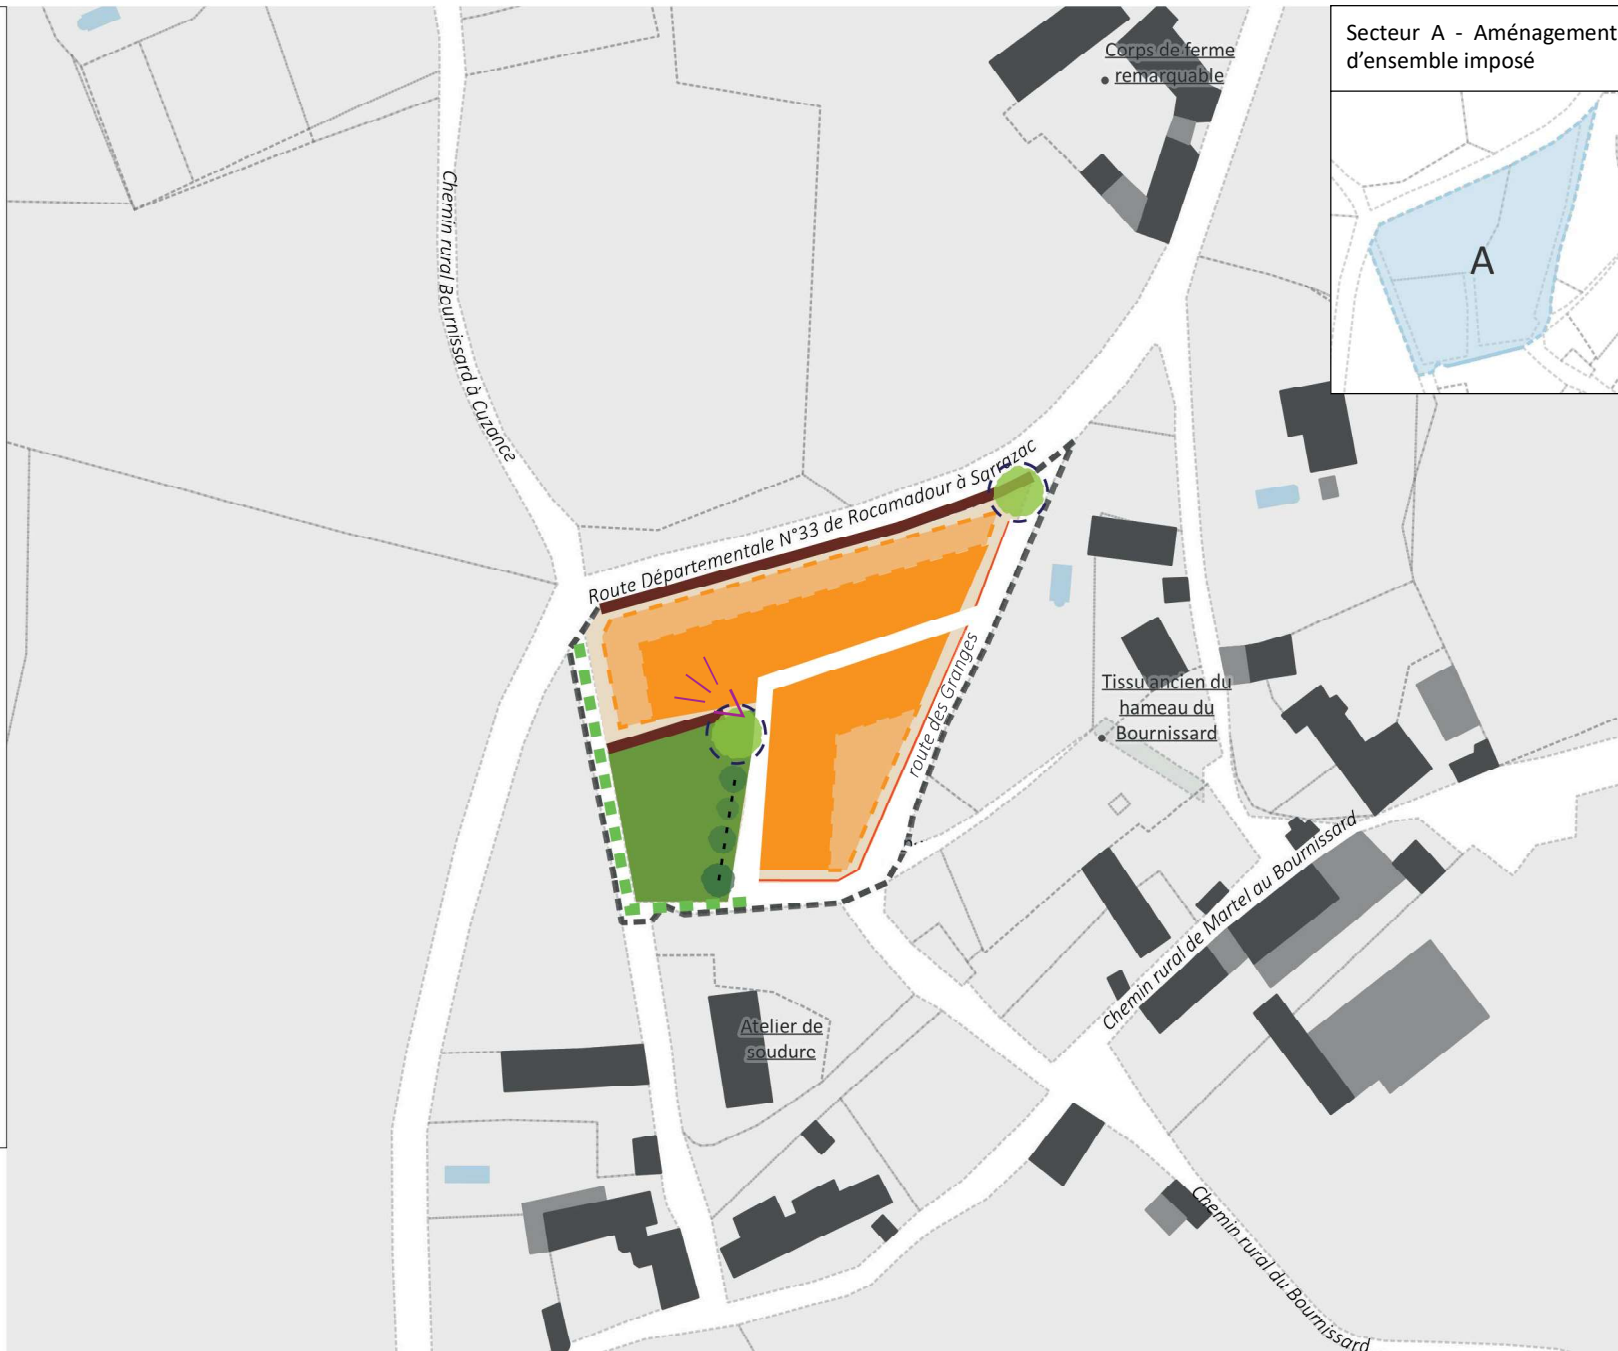 Corps de ferme
remarquable
Secteur A - Aménagement
d'ensemble imposé
A
Chemin rural Bournissard à Cuzance
Route Départementale N°33 de Rocamadour à Sarrazac
route des Granges
Tissu ancien du
hameau du
Bournissard
Chemin rural de Martel au Bournissard
Atelier de
soudure
Chemin rural du Bournissard